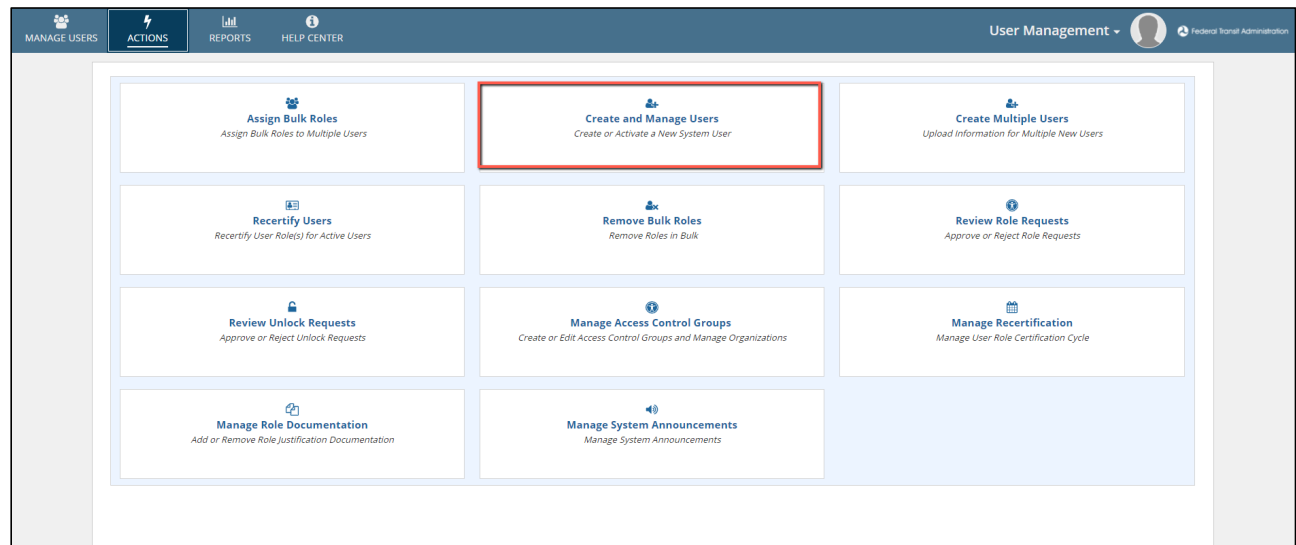 MANAGE USERS
ACTIONS
REPORTS
HELP CENTER
User Management
Federal Transit Administration
Assign Bulk Roles
Assign Bulk Roles to Multiple Users
Create and Manage Users
Create or Activate a New System User
Create Multiple Users
Upload Information for Multiple New Users
Recertify Users
Recertify User Role(s) for Active Users
Remove Bulk Roles
Remove Roles in Bulk
Review Role Requests
Approve or Reject Role Requests
Review Unlock Requests
Approve or Reject Unlock Requests
Manage Access Control Groups
Create or Edit Access Control Groups and Manage Organizations
Manage Recertification
Manage User Role Certification Cycle
Manage Role Documentation
Add or Remove Role Justification Documentation
Manage System Announcements
Manage System Announcements